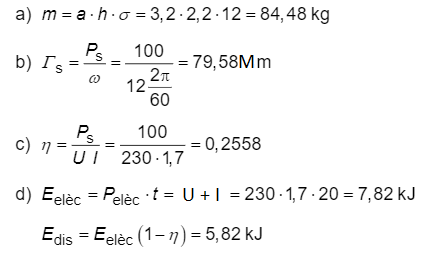 a) m = a · h · σ = 3,2 · 2,2 · 12 = 84,48 kg
b) Γs = Ps / ω = 100 / (12 2π/60) = 79,58Mm
c) η = Ps / U I = 100 / 230 · 1,7 = 0,2558
d) Eelèc = Pelèc · t = U + I = 230 · 1,7 · 20 = 7,82 kJ
Edis = Eelèc (1 − η) = 5,82 kJ